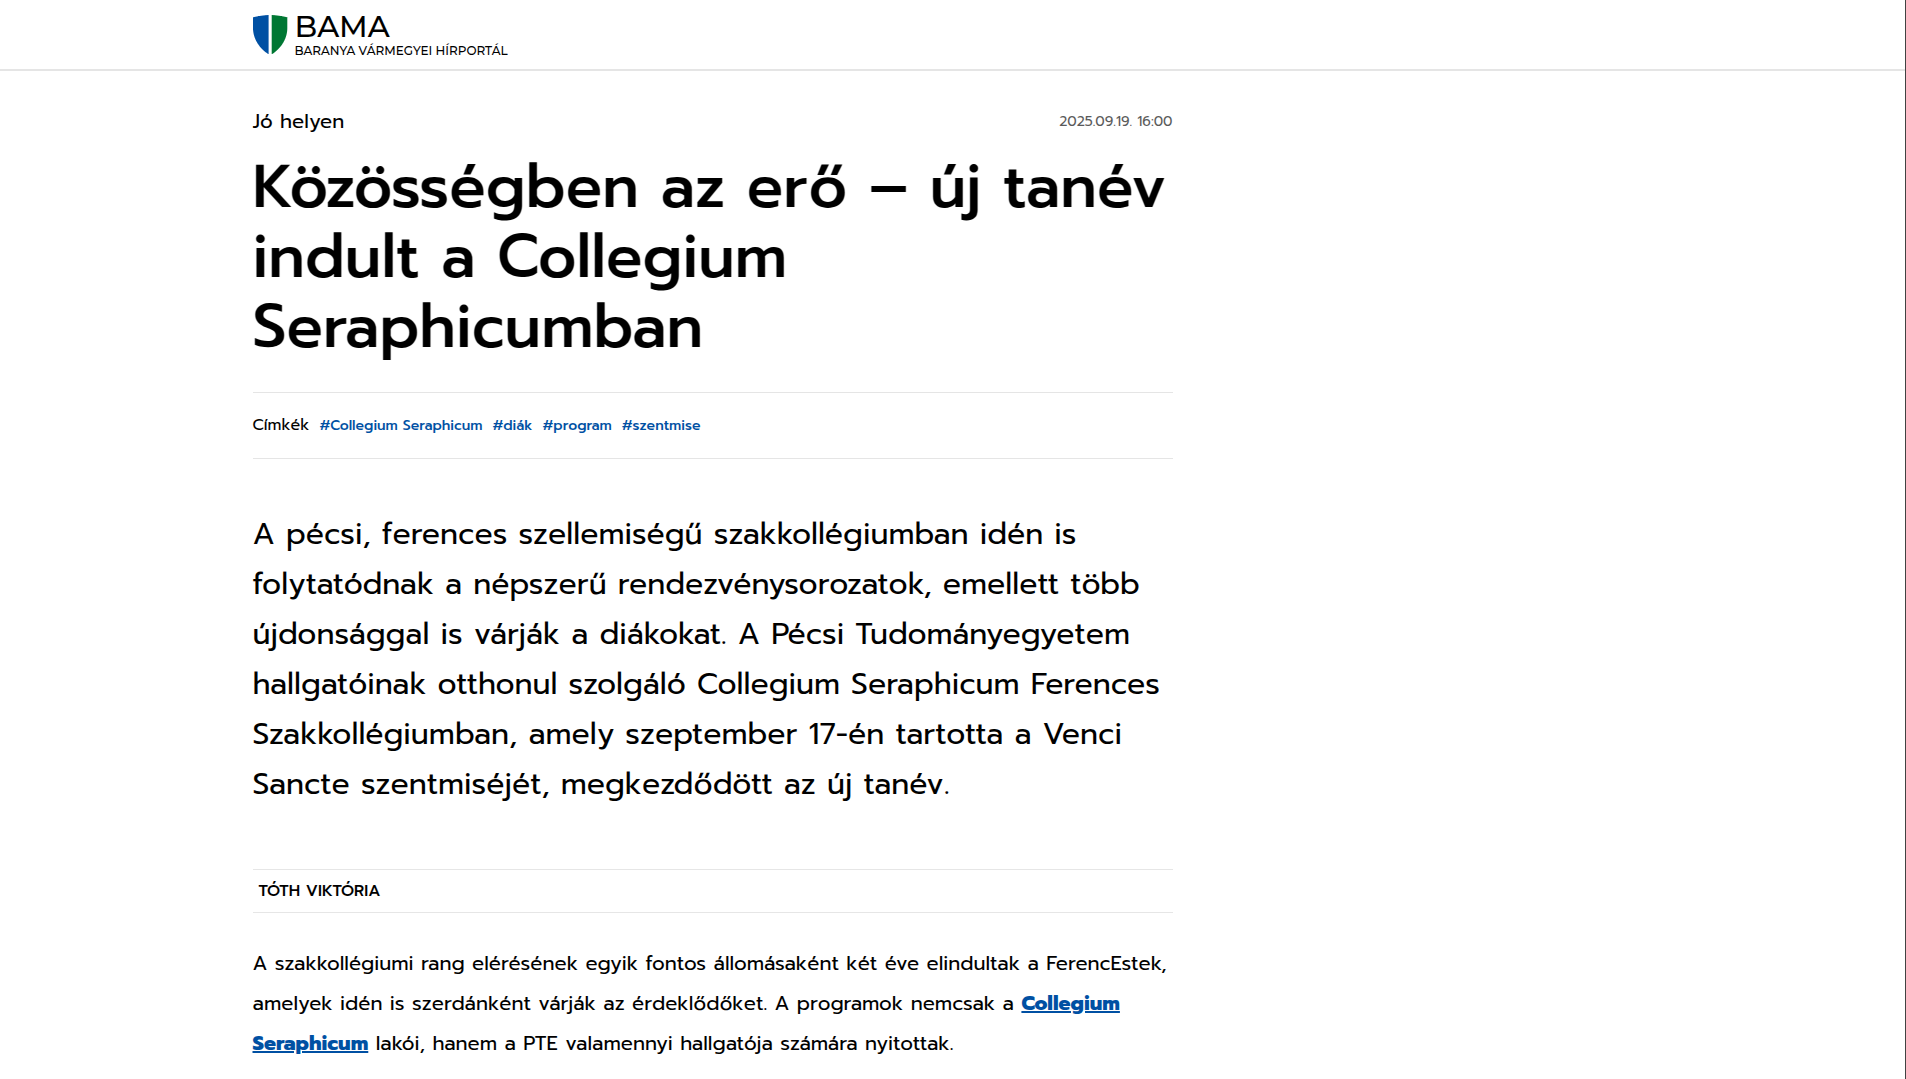 BAMA
BARANYA VÁRMEGYEI HÍRPORTÁL
Jó helyen
2025.09.19. 16:00
Közösségben az erő – új tanév
indult a Collegium
Seraphicumban
Címkék #Collegium Seraphicum #diák #program #szentmise
A pécsi, ferences szellemiségű szakkollégiumban idén is
folytatódnak a népszerű rendezvénysorozatok, emellett több
újdonsággal is várják a diákokat. A Pécsi Tudományegyetem
hallgatóinak otthonul szolgáló Collegium Seraphicum Ferences
Szakkollégiumban, amely szeptember 17-én tartotta a Venci
Sancte szentmiséjét, megkezdődött az új tanév.
TÓTH VIKTÓRIA
A szakkollégiumi rang elérésének egyik fontos állomásaként két éve elindultak a FerencEstek,
amelyek idén is szerdánként várják az érdeklődőket. A programok nemcsak a Collegium
Seraphicum lakói, hanem a PTE valamennyi hallgatója számára nyitottak.